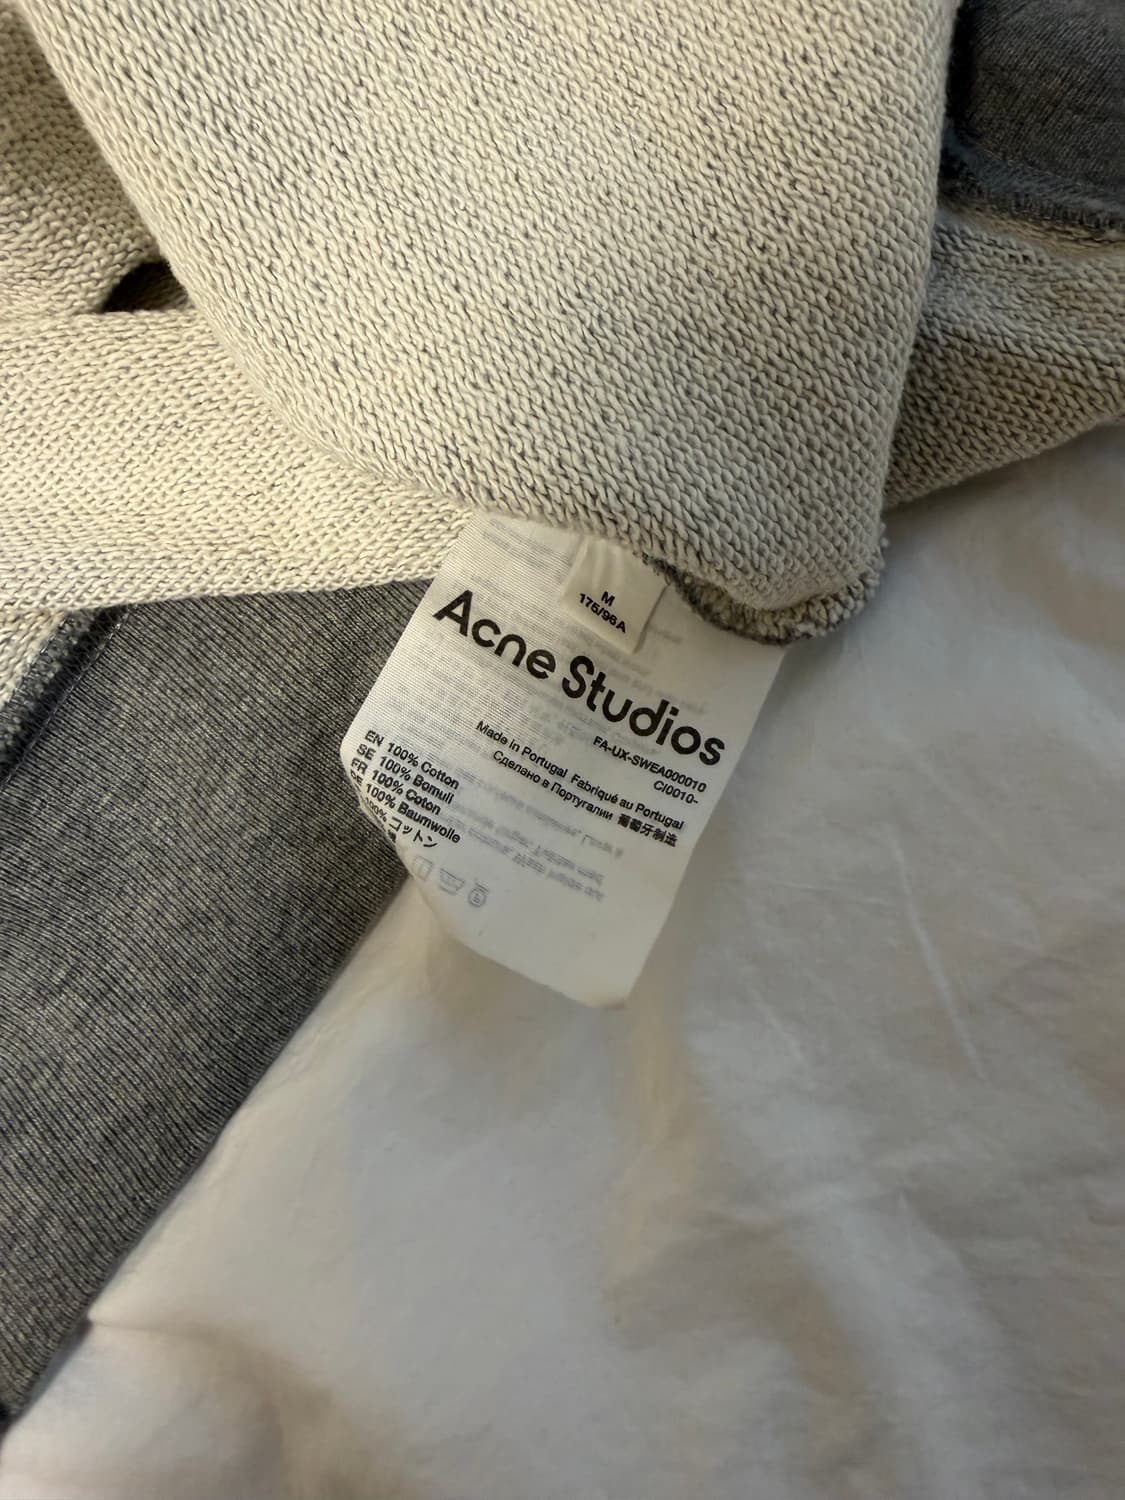 M
175/96A
Acne Studios
FA-UX-SWEA000010
CI0010-
Made in Portugal Fabriqué au Portugal
Сделано в Португалии 葡萄牙制造
EN 100% Cotton
SE 100% Bomull
FR 100% Coton
DE 100% Baumwolle
100% コットン